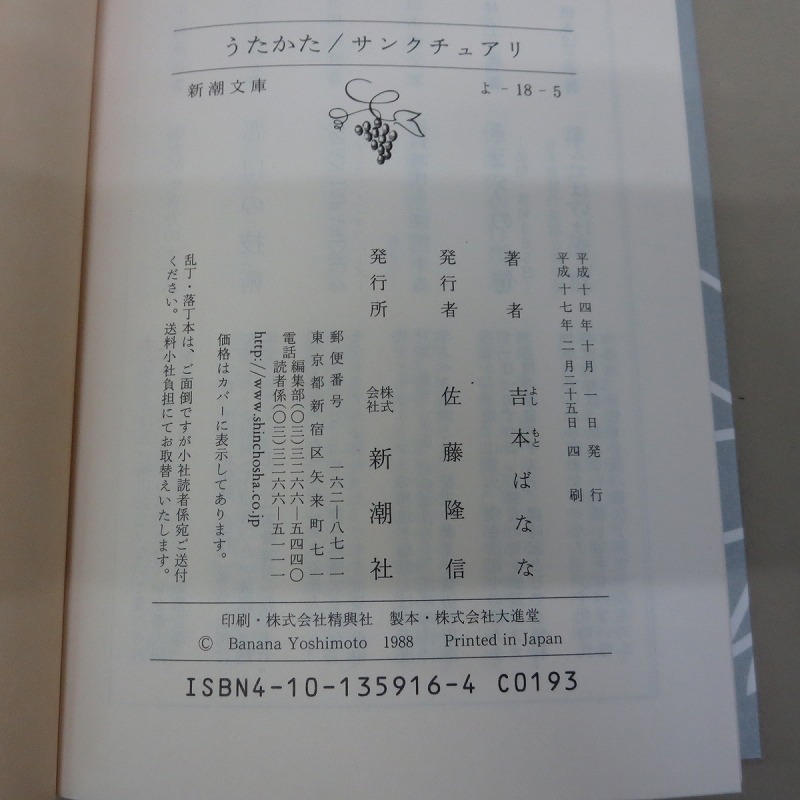 うたかた/サンクチュアリ
新潮文庫　　よ-18-5
平成十四年十月一日発行
平成十七年二月二十五日四刷
著者　吉本ばなな
よしもと
発行者　佐藤隆信
発行所　株式会社　新潮社
郵便番号　一六二—八七一一
東京都新宿区矢来町七一
電話 編集部(〇三)三二六六—五四四〇
読者係(〇三)三二六六—五一一一
http://www.shinchosha.co.jp
価格はカバーに表示してあります。
乱丁・落丁本は、ご面倒ですが小社読者係宛ご送付
ください。送料小社負担にてお取替えいたします。
印刷・株式会社精興社　製本・株式会社大進堂
© Banana Yoshimoto 1988　Printed in Japan
ISBN4-10-135916-4 C0193